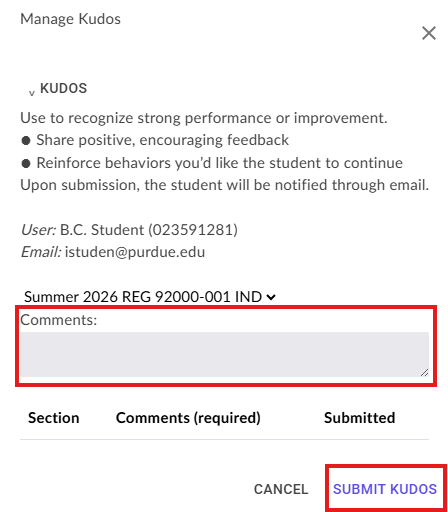 Manage Kudos
KUDOS
Use to recognize strong performance or improvement.
● Share positive, encouraging feedback
● Reinforce behaviors you'd like the student to continue
Upon submission, the student will be notified through email.
User: B.C. Student (023591281)
Email: istuden@purdue.edu
Summer 2026 REG 92000-001 IND
Comments:
Section Comments (required) Submitted
CANCEL SUBMIT KUDOS